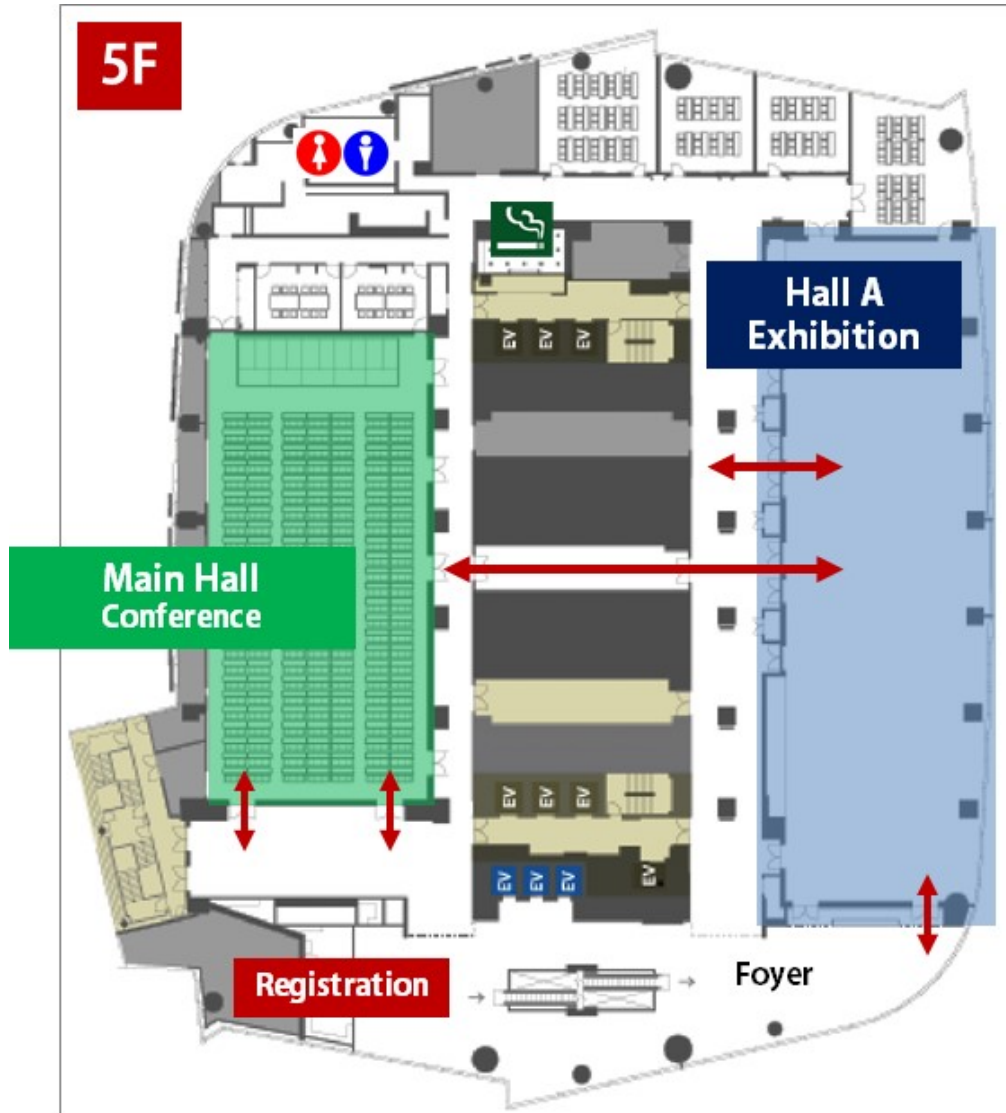 5F
Hall A
Exhibition
EV
EV
EV
Main Hall
Conference
EV
EV
EV
EV
EV
EV
EV
Registration
Foyer